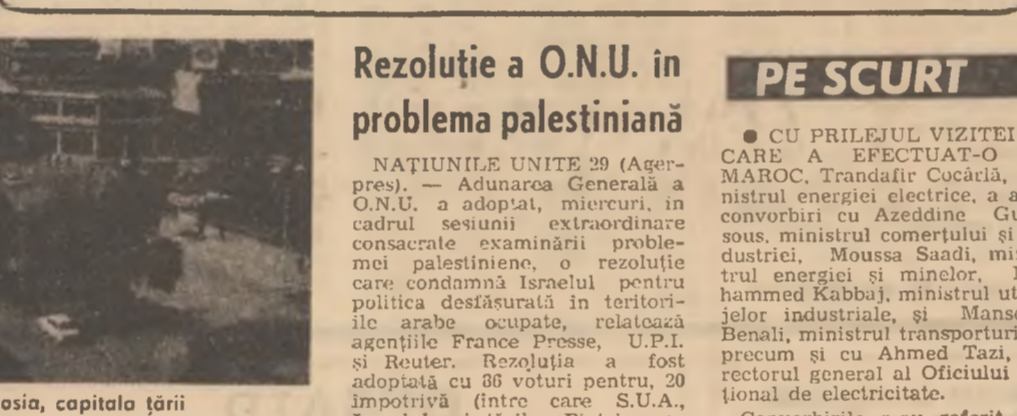 osia, capitala țării
Rezoluție a O.N.U. în
problema palestiniană
NAȚIUNILE UNITE 29 (Ager-
pres). — Adunarea Generală a
O.N.U. a adoptat, miercuri, în
cadrul sesiunii extraordinare
consacrate examinării proble-
mei palestiniene, o rezoluție
care condamnă Israelul pentru
politica desfășurată în teritori-
ile arabe ocupate, relatează
agențiile France Presse, U.P.I.
și Reuter. Rezoluția a fost
adoptată cu 86 voturi pentru, 20
împotrivă (între care S.U.A.,
PE SCURT
● CU PRILEJUL VIZITEI
CARE A EFECTUAT-O
MAROC, Trandafir Cocârlă,
nistrul energiei electrice, a a
convorbiri cu Azeddine Gu
sous, ministrul comerțului și
dustriei, Moussa Saadi, mi
trul energiei și minelor,
hammed Kabbaj, ministrul ut
jelor industriale, și Mans
Benali, ministrul transporturi
precum și cu Ahmed Tazi,
rectorul general al Oficiului
țional de electricitate.